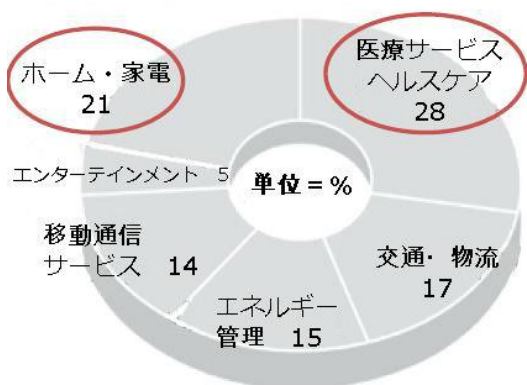 医療サービス
ヘルスケア
28
ホーム・家電
21
エンターテインメント 5
単位=%
移動通信
サービス 14
交通・物流
17
エネルギー
管理 15